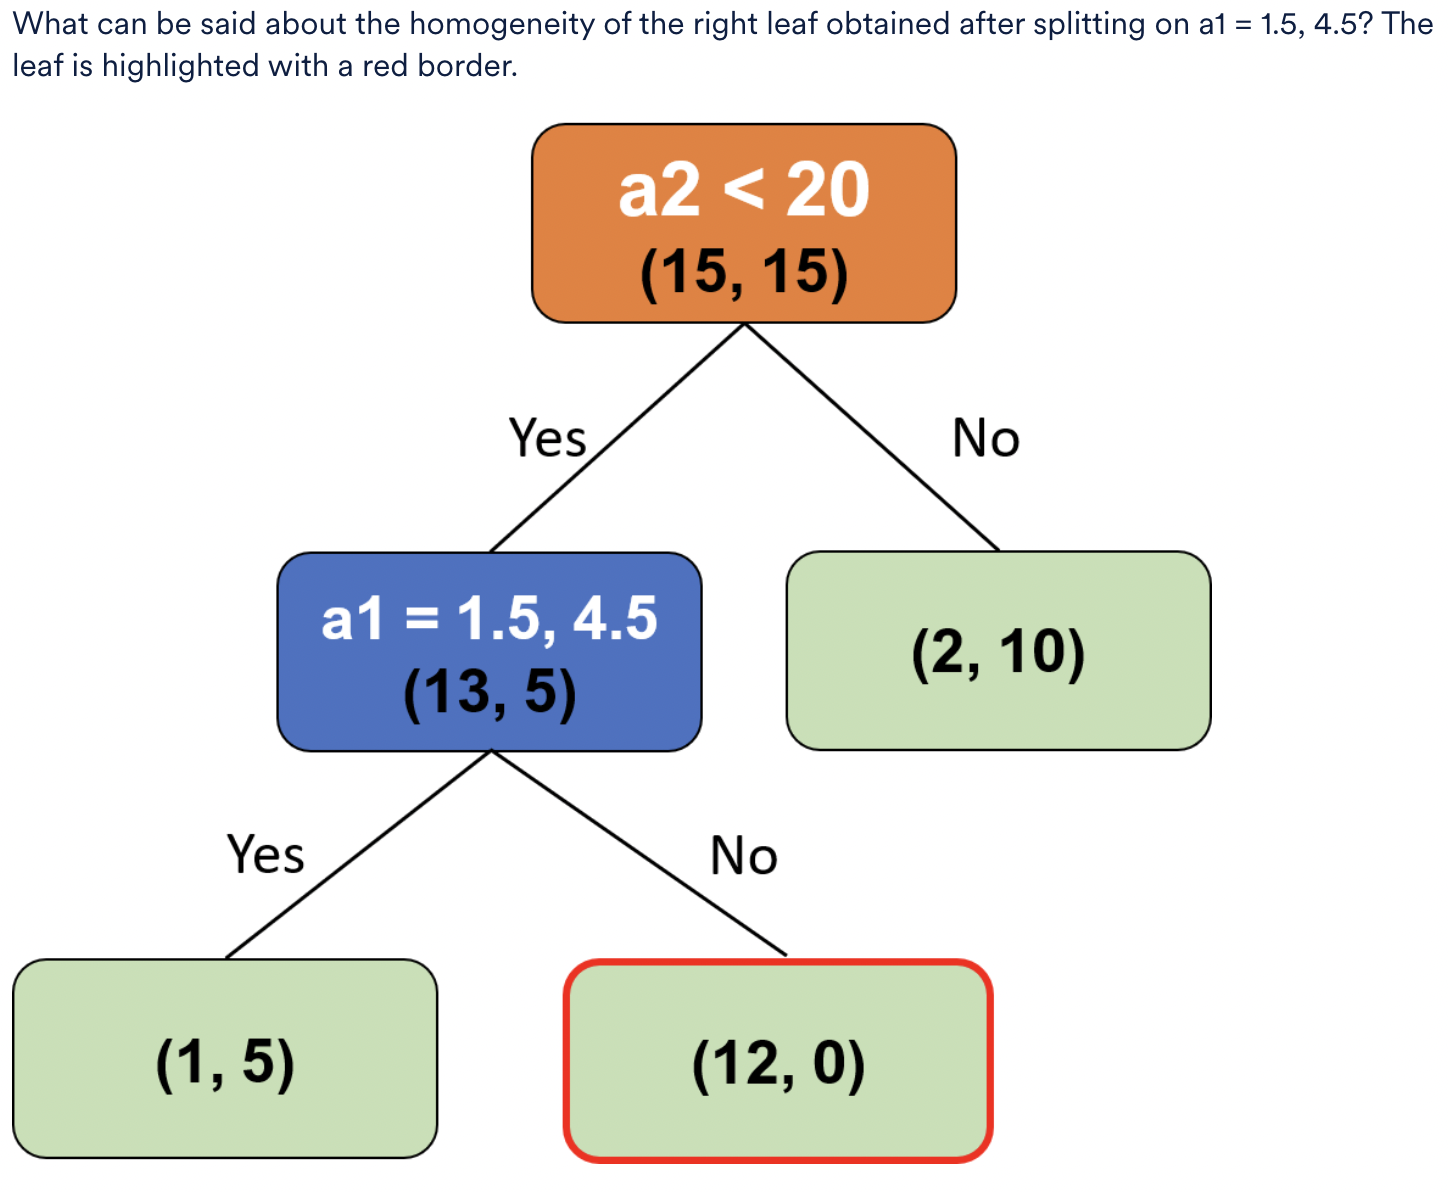 What can be said about the homogeneity of the right leaf obtained after splitting on a1 = 1.5, 4.5? The
leaf is highlighted with a red border.
a2 < 20
(15, 15)
Yes
No
a1 = 1.5, 4.5
(13, 5)
(2, 10)
Yes
No
(1, 5)
(12, 0)